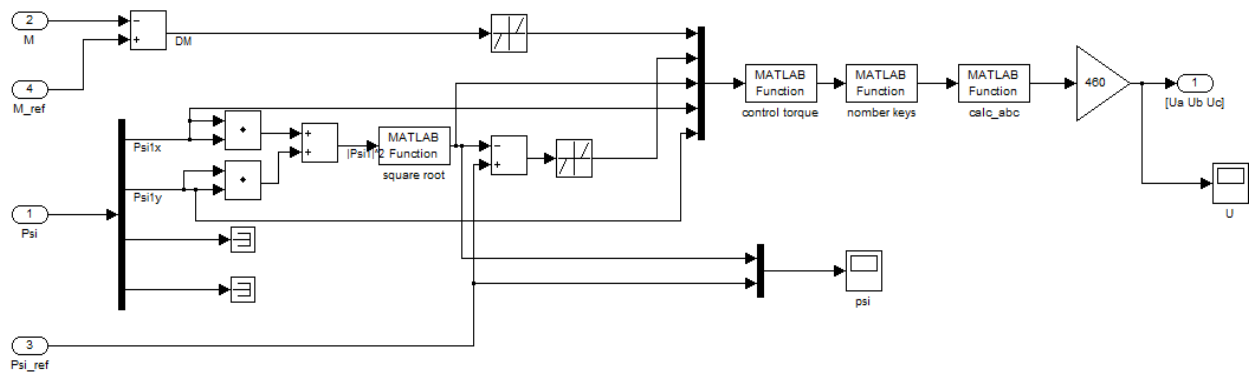 2
M
−
+
DM
4
M_ref
MATLAB
Function
control torque
MATLAB
Function
nomber keys
MATLAB
Function
calc_abc
460
1
[Ua Ub Uc]
U
Psi1x
+
+
|Psi1|^2
MATLAB
Function
square root
−
+
Psi1y
1
Psi
psi
3
Psi_ref